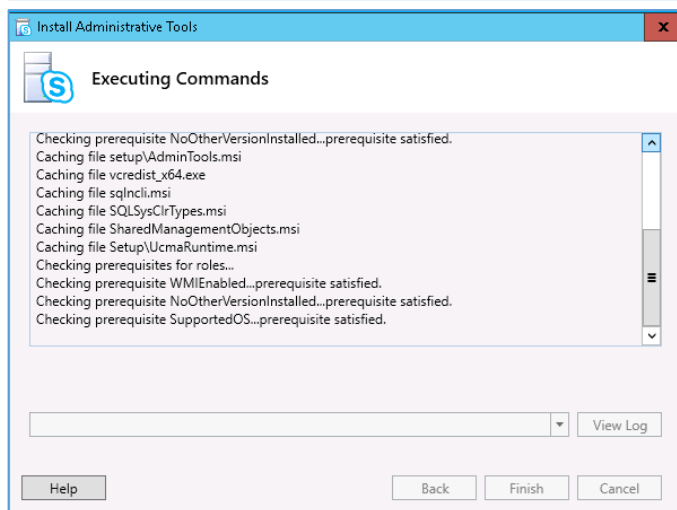 Install Administrative Tools
x
S
Executing Commands
Checking prerequisite NoOtherVersionInstalled...prerequisite satisfied.
Caching file setup\AdminTools.msi
Caching file vcredist_x64.exe
Caching file sqlncli.msi
Caching file SQLSysClrTypes.msi
Caching file SharedManagementObjects.msi
Caching file Setup\UcmaRuntime.msi
Checking prerequisites for roles...
Checking prerequisite WMIEnabled...prerequisite satisfied.
Checking prerequisite NoOtherVersionInstalled...prerequisite satisfied.
Checking prerequisite SupportedOS...prerequisite satisfied.
View Log
Help Back Finish Cancel